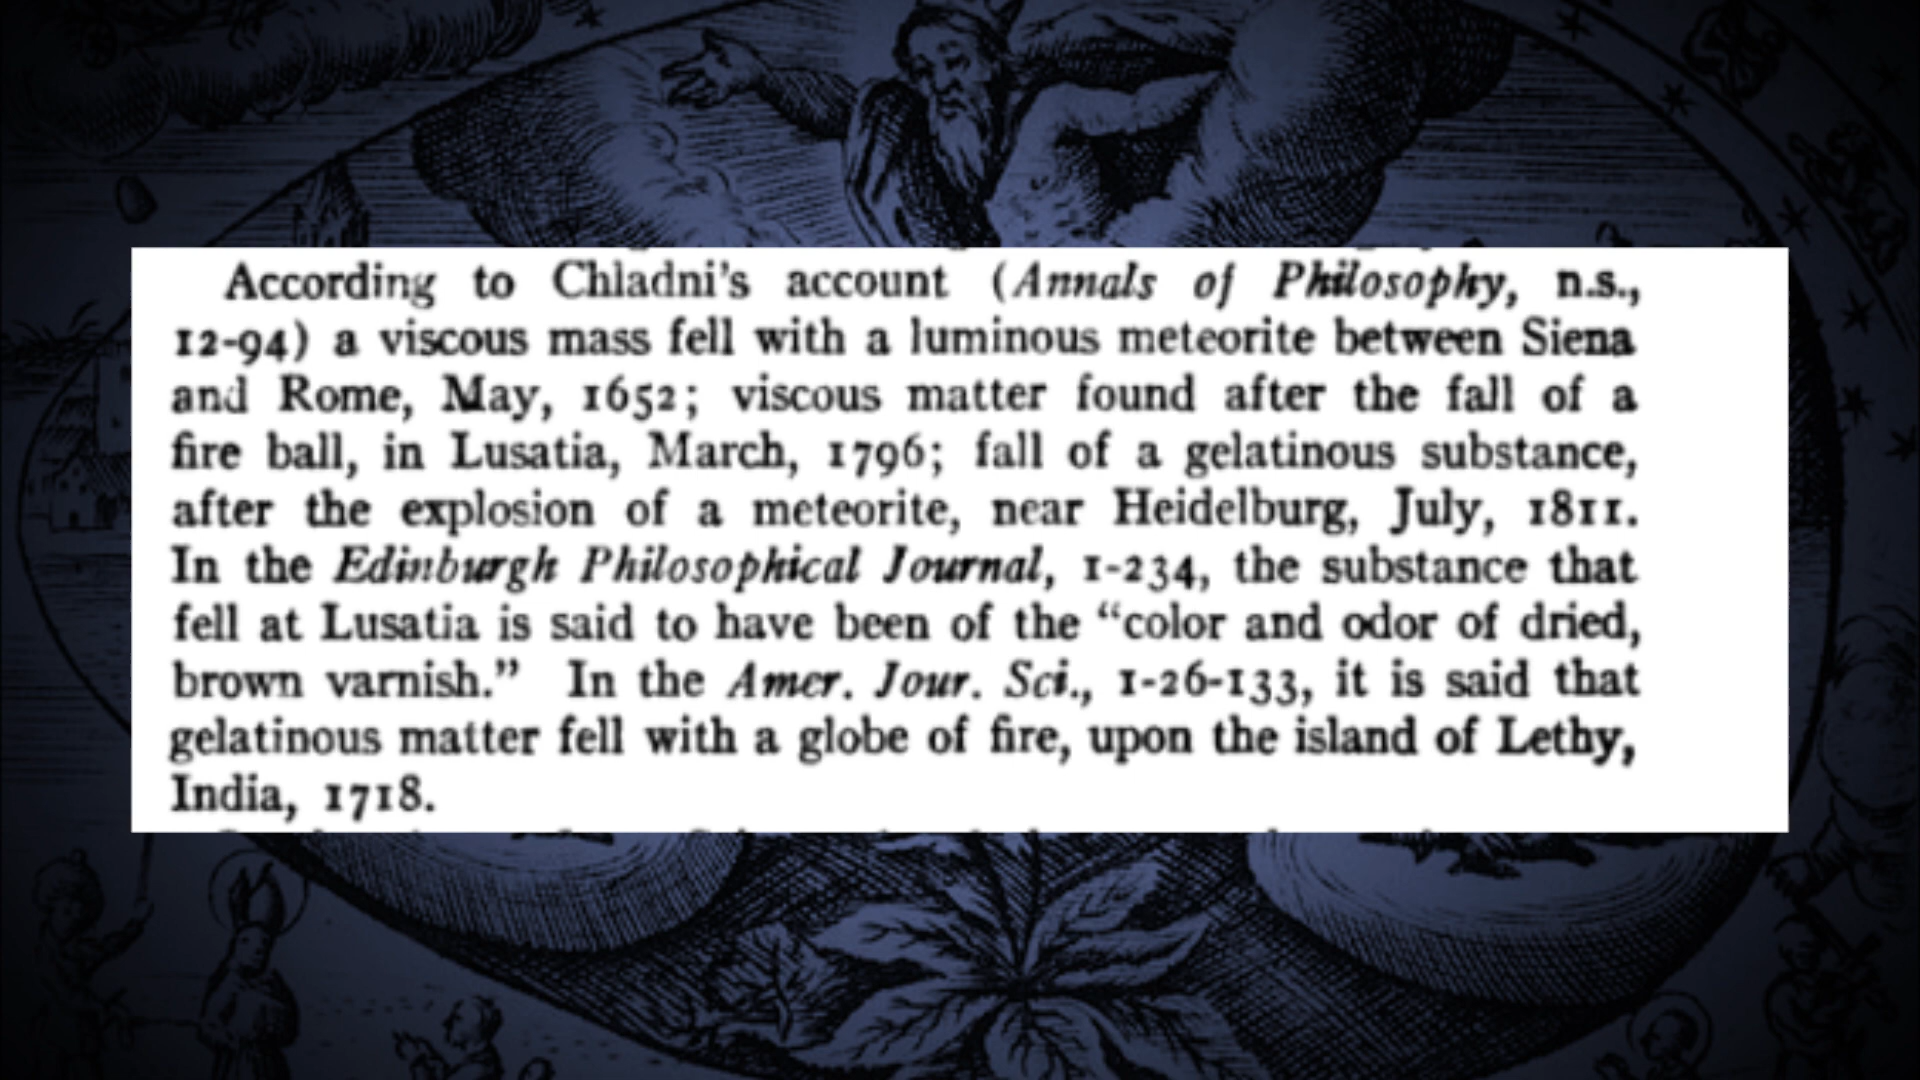 According to Chladni's account (Annals of Philosophy, n.s.,
12-94) a viscous mass fell with a luminous meteorite between Siena
and Rome, May, 1652; viscous matter found after the fall of a
fire ball, in Lusatia, March, 1796; fall of a gelatinous substance,
after the explosion of a meteorite, near Heidelburg, July, 1811.
In the Edinburgh Philosophical Journal, 1-234, the substance that
fell at Lusatia is said to have been of the “color and odor of dried,
brown varnish.” In the Amer. Jour. Sci., 1-26-133, it is said that
gelatinous matter fell with a globe of fire, upon the island of Lethy,
India, 1718.